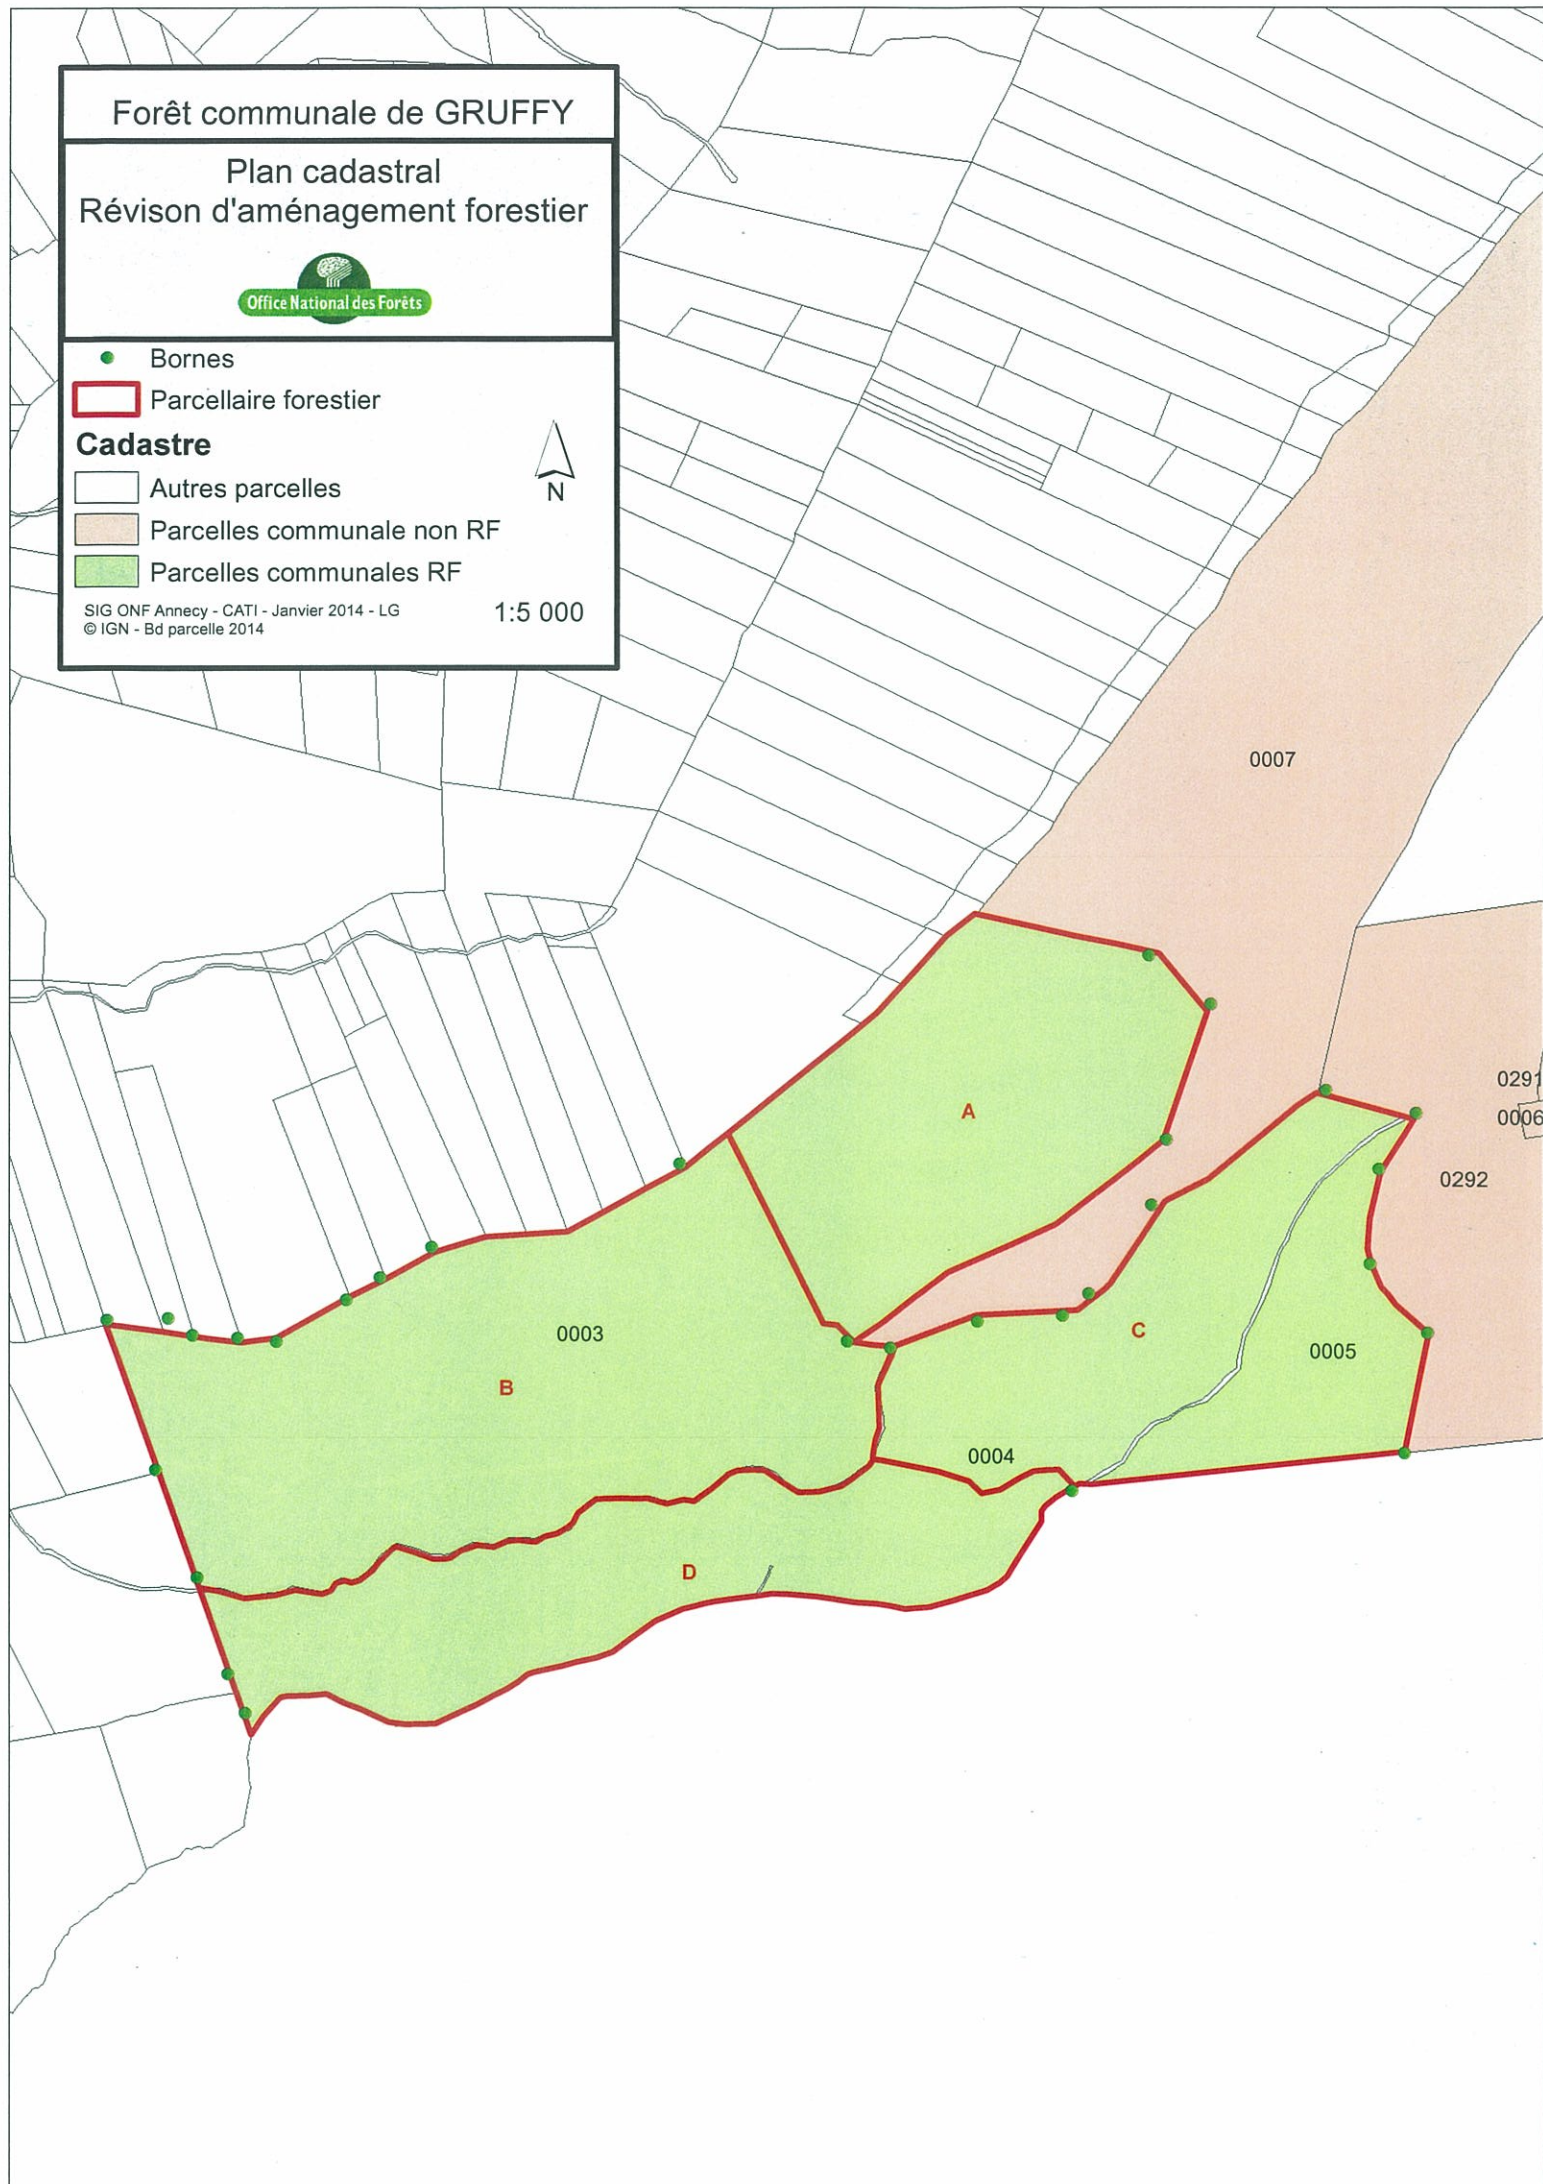 Forêt communale de GRUFFY
Plan cadastral
Révison d'aménagement forestier
Office National des Forêts
Bornes
Parcellaire forestier
Cadastre
Autres parcelles
N
Parcelles communale non RF
Parcelles communales RF
SIG ONF Annecy - CATI - Janvier 2014 - LG
© IGN - Bd parcelle 2014
1:5 000
0007
0291
A
0006
0292
0003
C
0005
B
0004
D